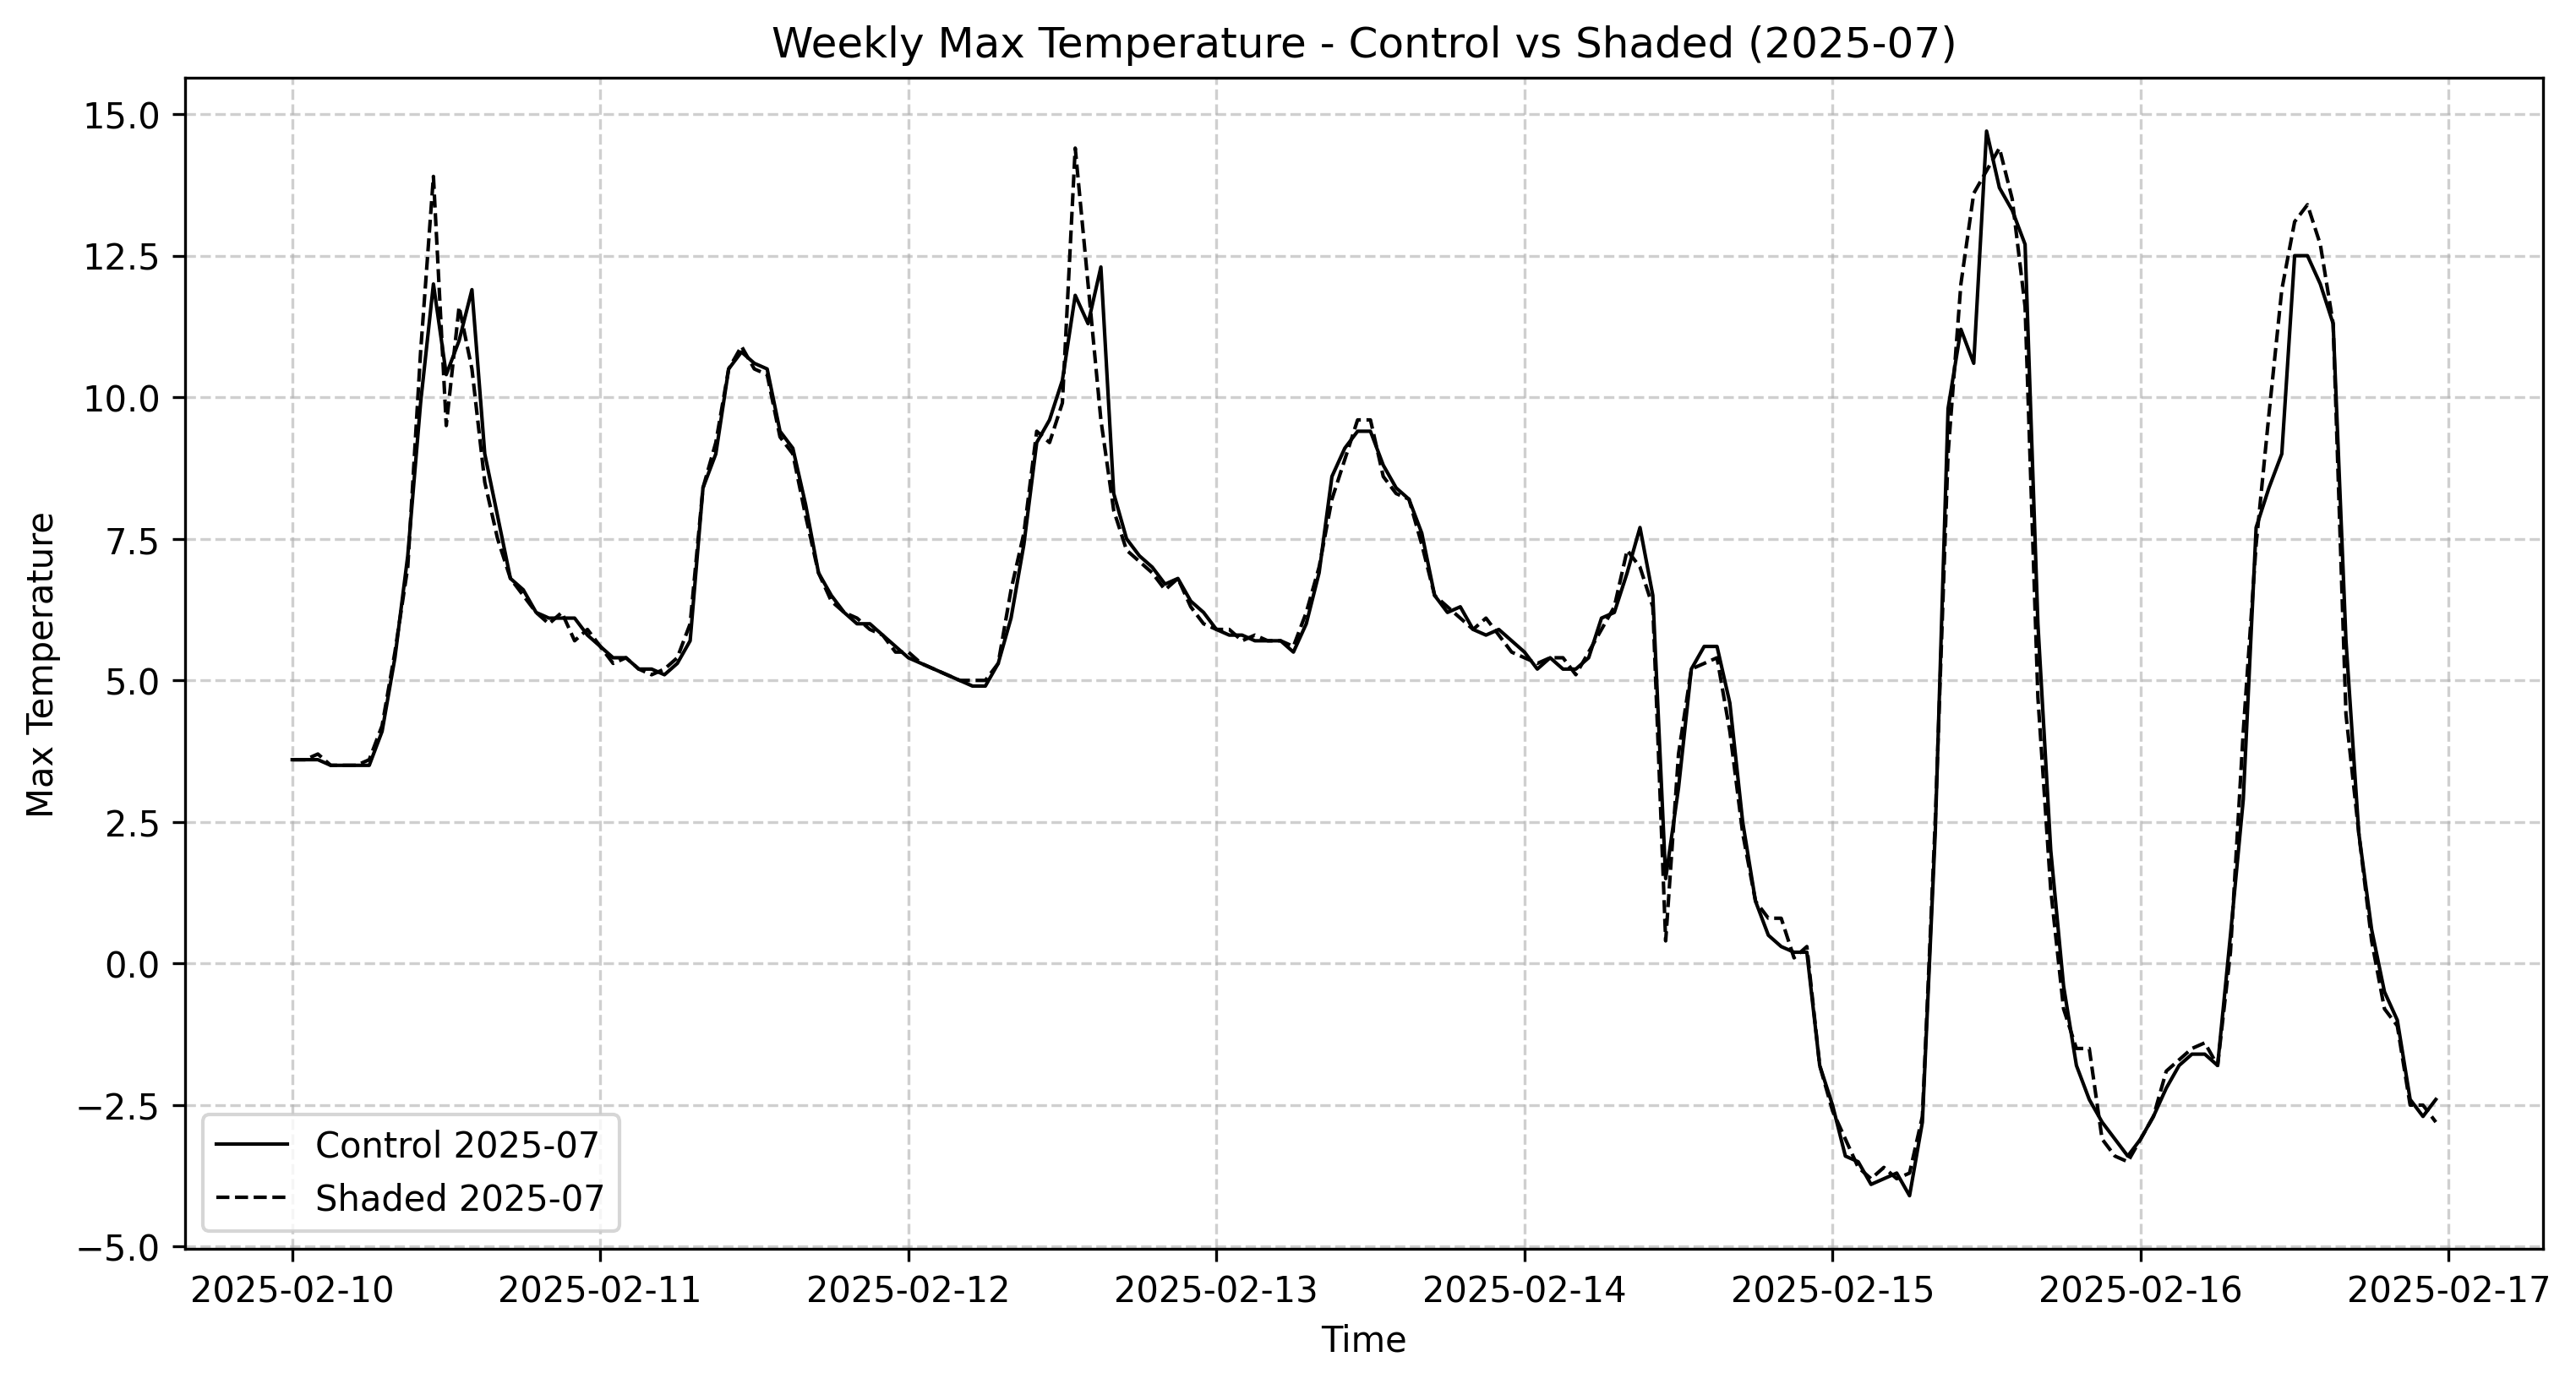 Weekly Max Temperature - Control vs Shaded (2025-07)
15.0
12.5
10.0
7.5
5.0
2.5
0.0
−2.5
−5.0
Max Temperature
Control 2025-07
Shaded 2025-07
2025-02-10 2025-02-11 2025-02-12 2025-02-13 2025-02-14 2025-02-15 2025-02-16 2025-02-17
Time